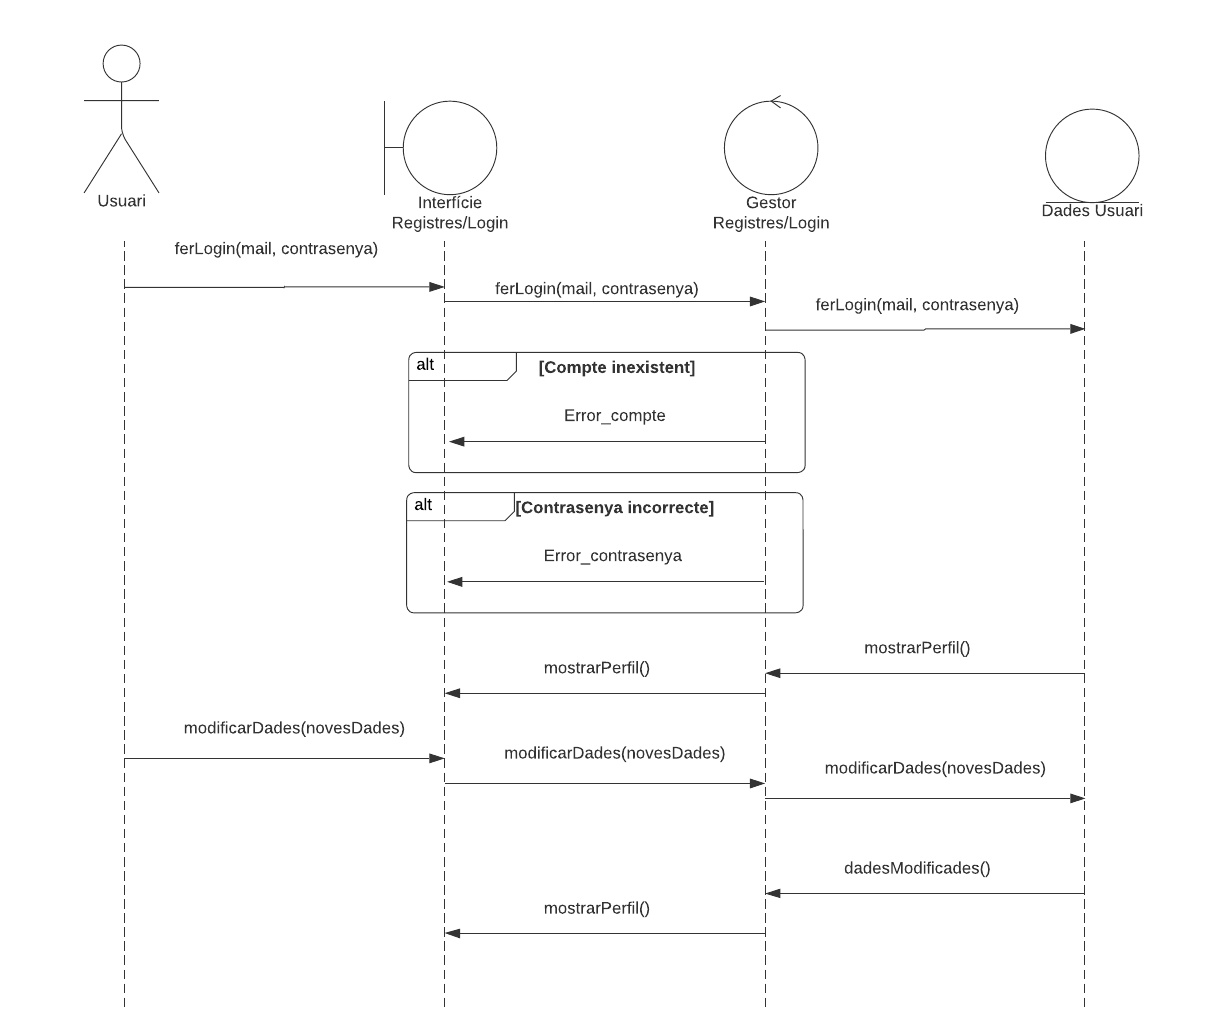 Usuari
Interfície
Registres/Login
Gestor
Registres/Login
Dades Usuari
ferLogin(mail, contrasenya)
ferLogin(mail, contrasenya)
ferLogin(mail, contrasenya)
alt
[Compte inexistent]
Error_compte
alt
[Contrasenya incorrecte]
Error_contrasenya
mostrarPerfil()
mostrarPerfil()
modificarDades(novesDades)
modificarDades(novesDades)
modificarDades(novesDades)
dadesModificades()
mostrarPerfil()